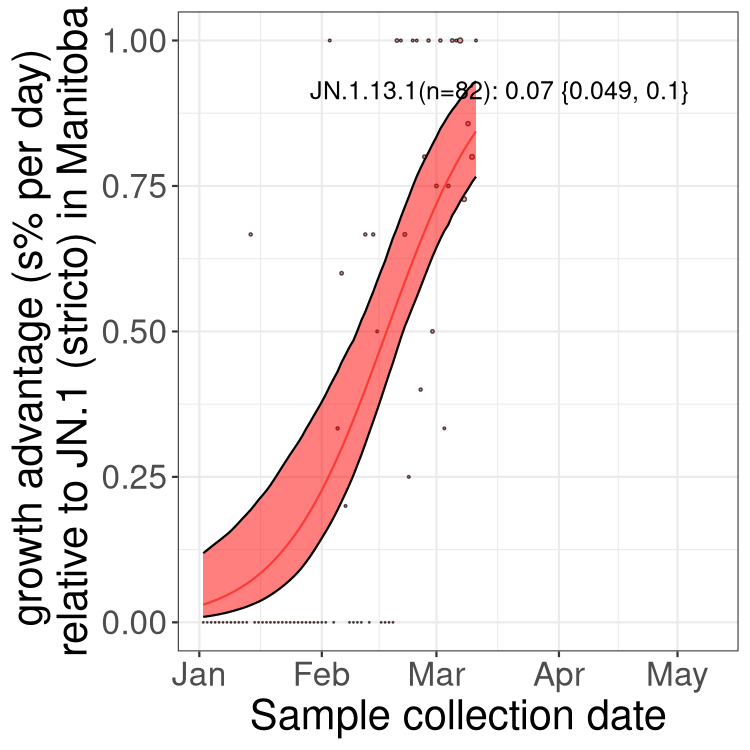 growth advantage (s% per day)
relative to JN.1 (stricto) in Manitoba
1.00
0.75
0.50
0.25
0.00
JN.1.13.1(n=82): 0.07 {0.049, 0.1}
Jan Feb Mar Apr May
Sample collection date